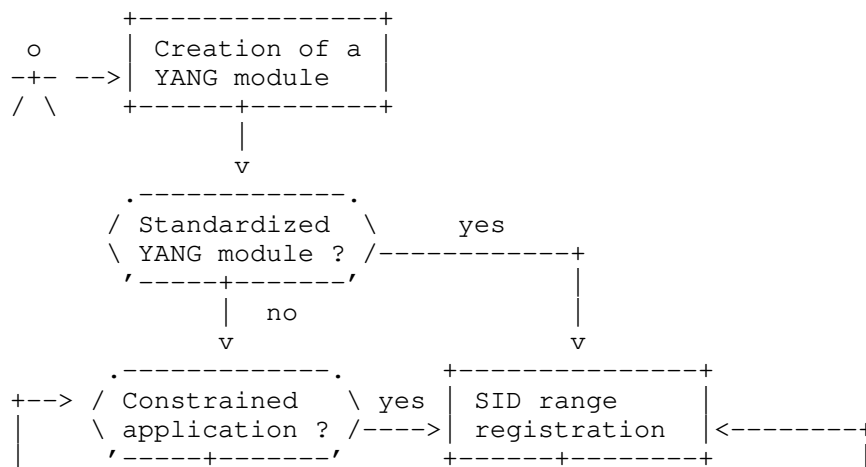 Creation of a
YANG module
Standardized
YANG module ?
yes
no
Constrained
application ?
yes
SID range
registration